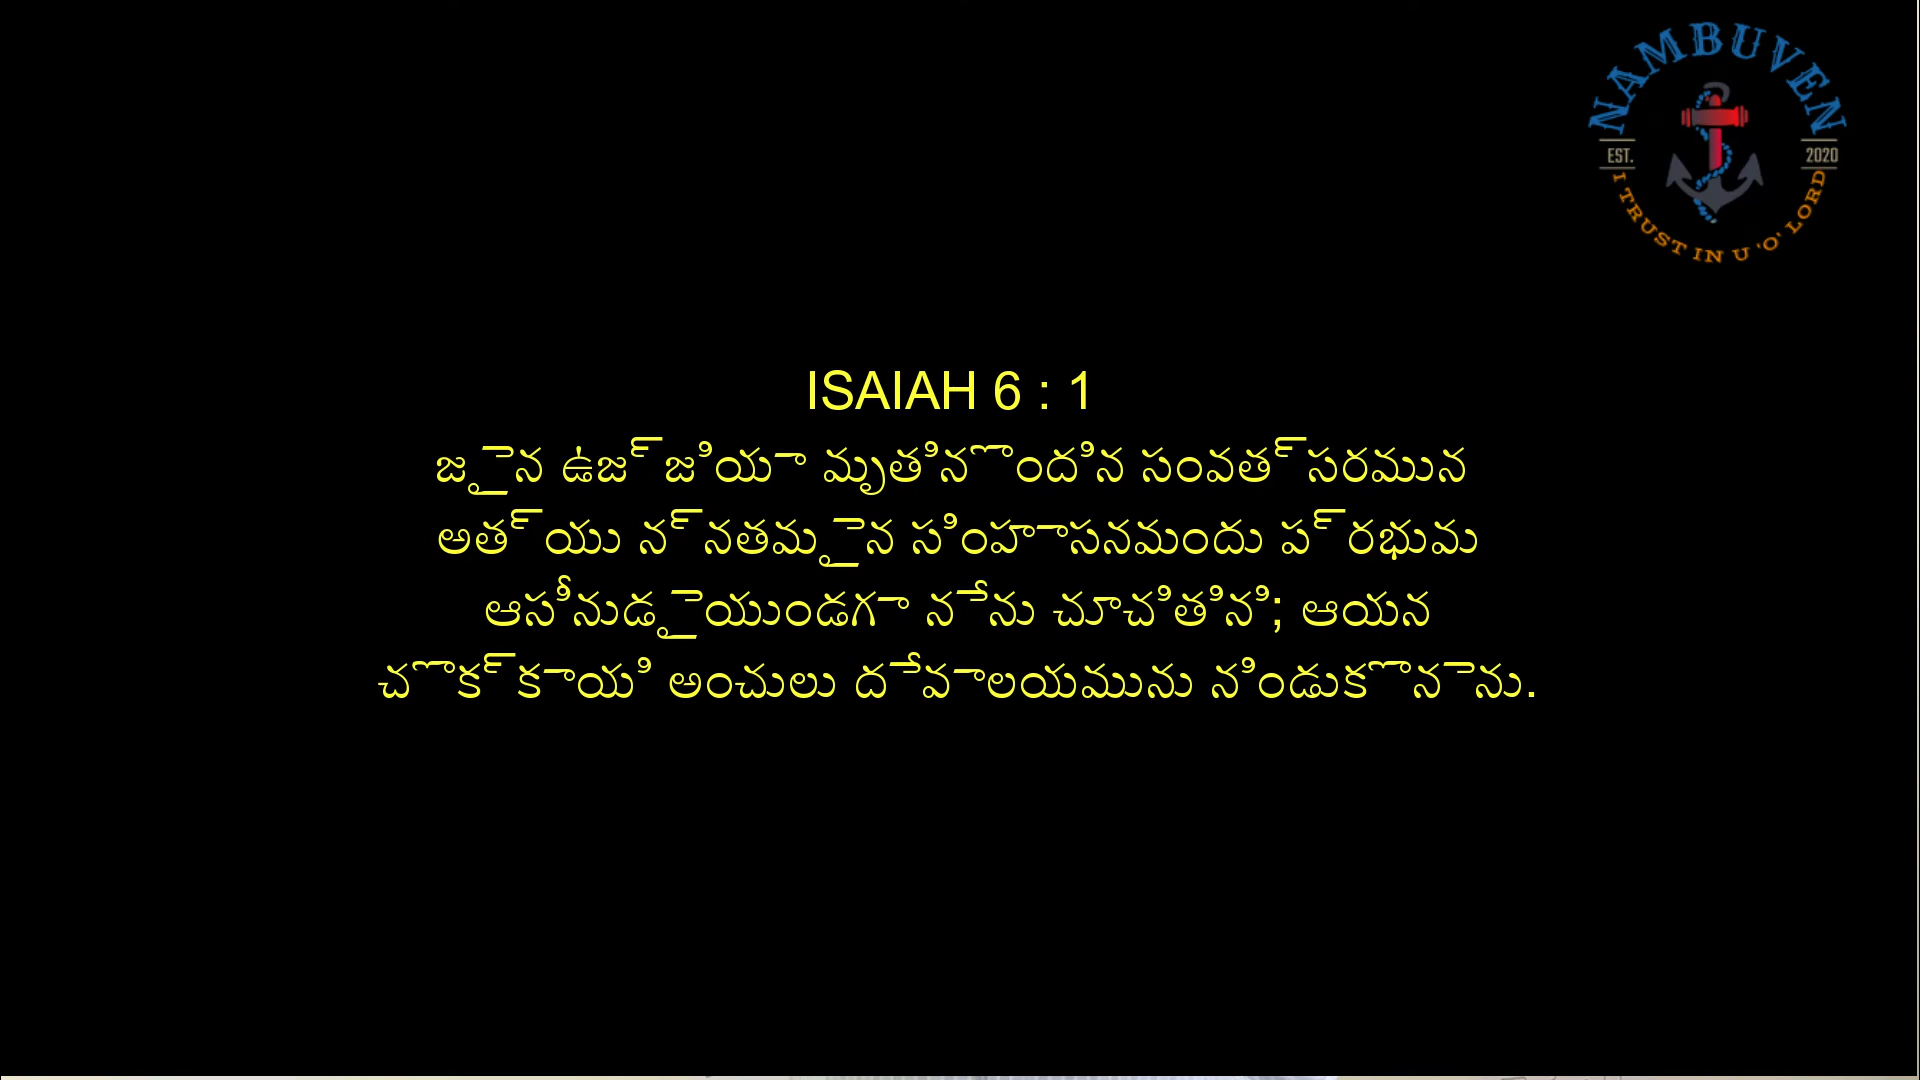 NAMBUVEN
EST. 2020
I TRUST IN U 'O' LORD
ISAIAH 6 : 1
జైన ఉజ్జియా మృతినొందిన సంవత్సరమున
అత్యు న్నతమైన సింహాసనమందు ప్రభువు
ఆసీనుడైయుండగా నేను చూచితిని; ఆయన
చొక్కాయి అంచులు దేవాలయమును నిండుకొనెను.